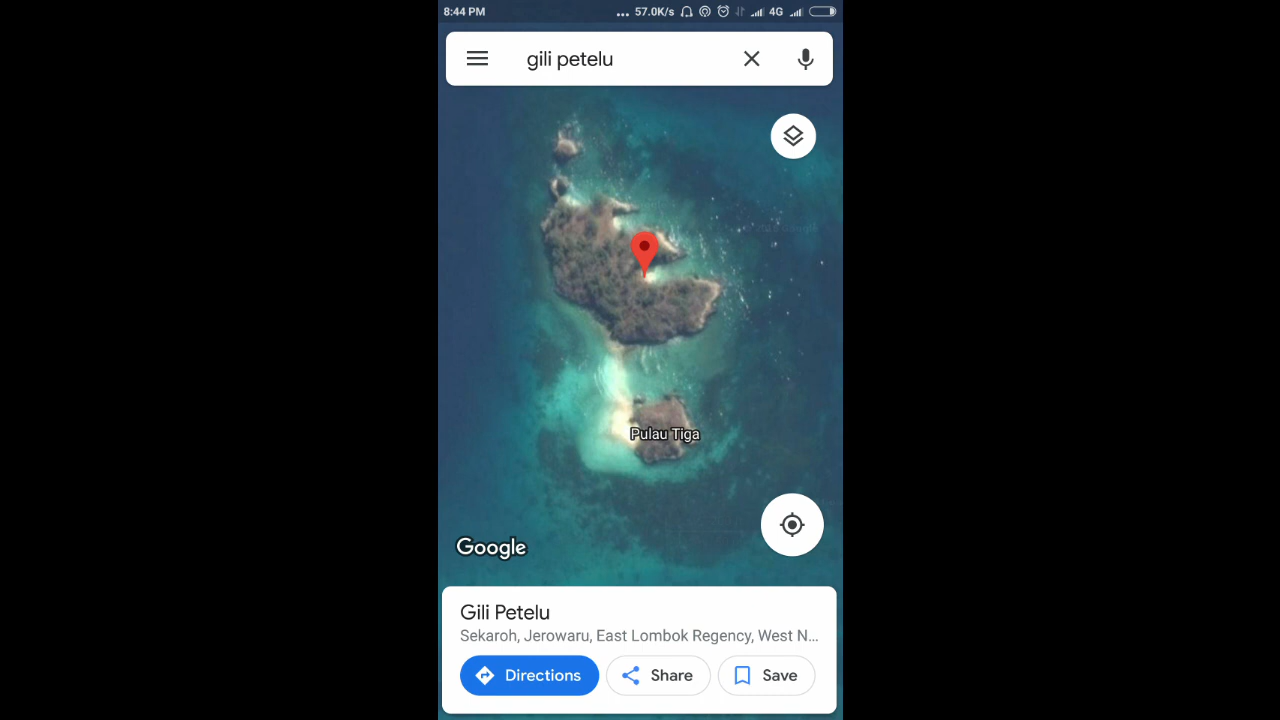 8:44 PM ... 57.0K/s 4G
gili petelu
Pulau Tiga
Google
Gili Petelu
Sekaroh, Jerowaru, East Lombok Regency, West N...
Directions Share Save